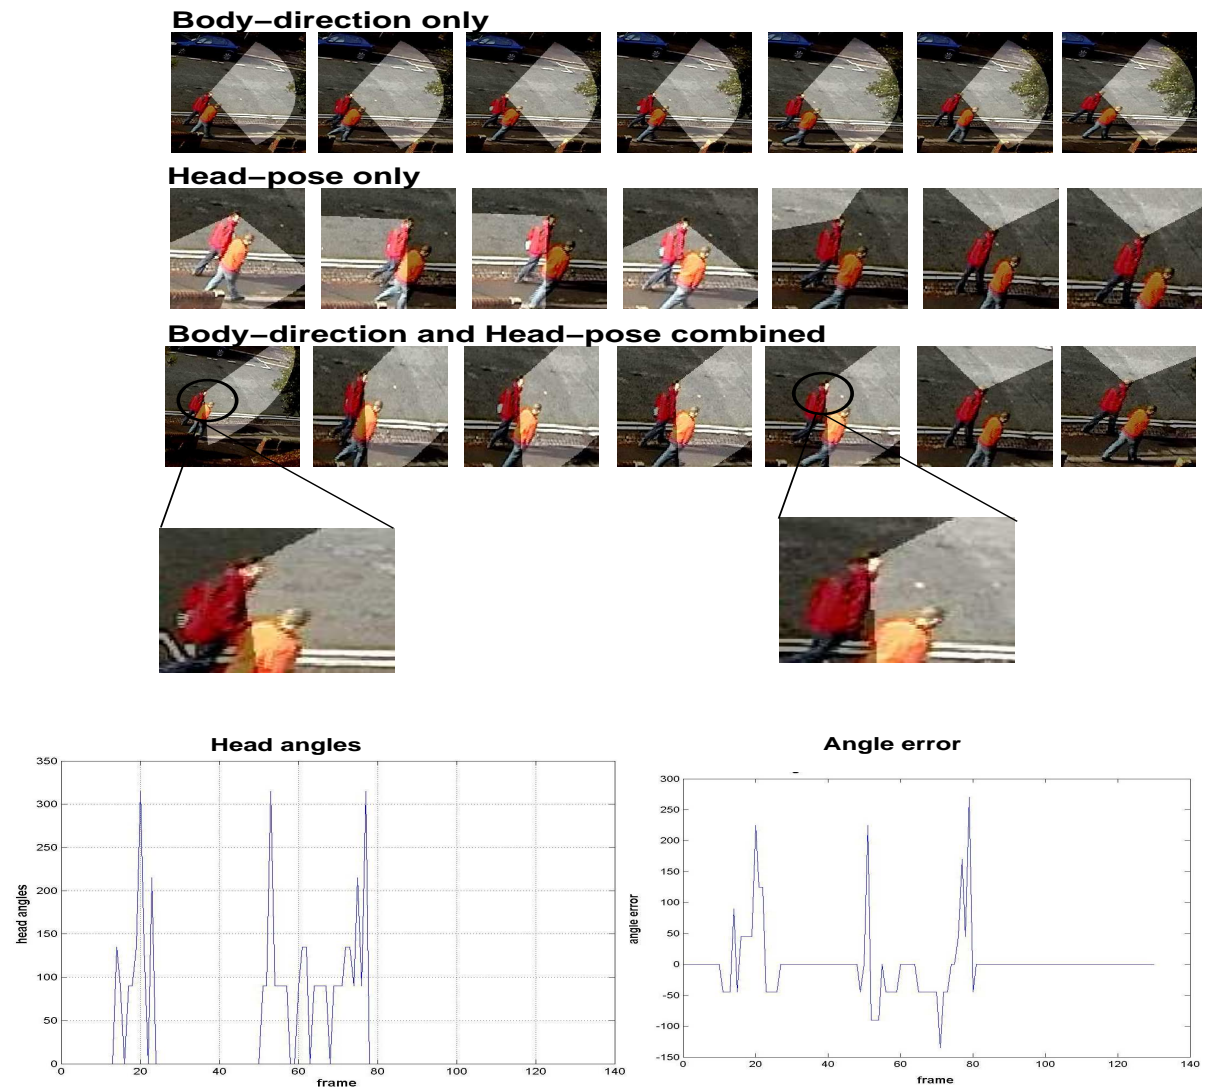 Body-direction only
Head-pose only
Body-direction and Head-pose combined
Head angles
350
300
250
200
150
100
50
0
head angles
0 20 40 60 80 100 120 140
frame
Angle error
300
250
200
150
100
50
0
-50
-100
-150
angle error
0 20 40 60 80 100 120 140
frame